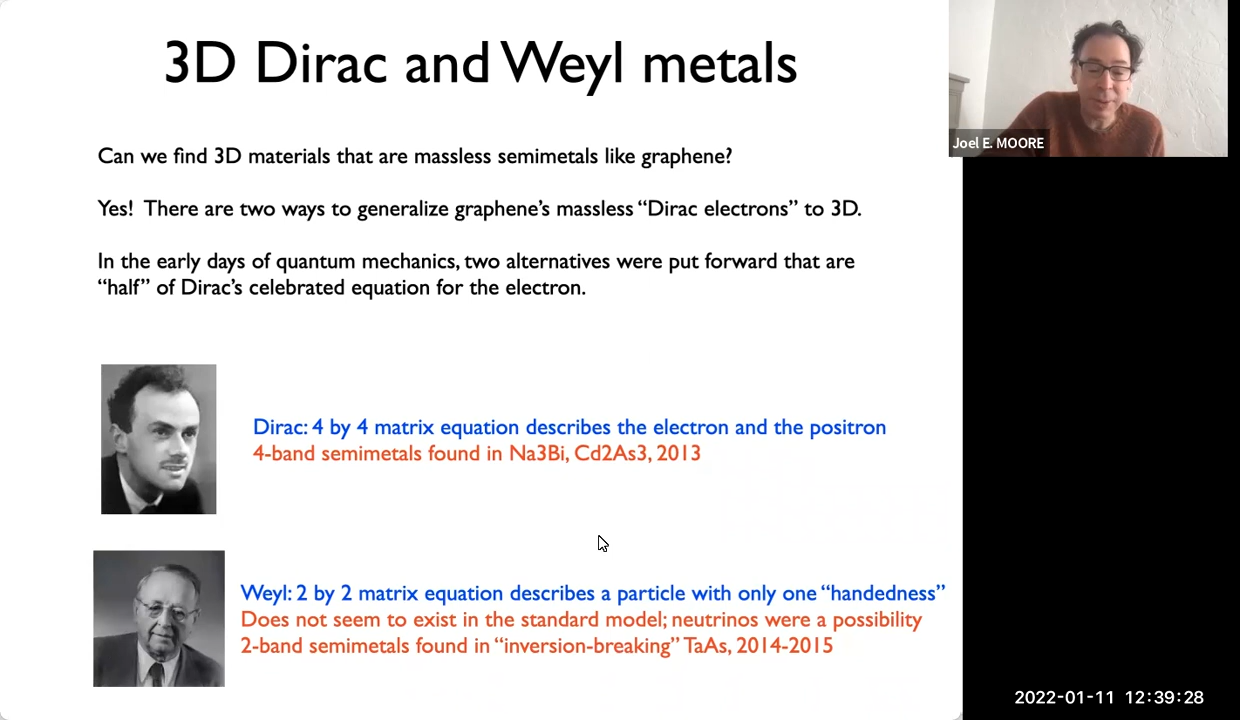 3D Dirac and Weyl metals
Can we find 3D materials that are massless semimetals like graphene?
Yes!  There are two ways to generalize graphene’s massless “Dirac electrons” to 3D.
In the early days of quantum mechanics, two alternatives were put forward that are
“half” of Dirac’s celebrated equation for the electron.
Dirac: 4 by 4 matrix equation describes the electron and the positron
4-band semimetals found in Na3Bi, Cd2As3, 2013
Weyl: 2 by 2 matrix equation describes a particle with only one “handedness”
Does not seem to exist in the standard model; neutrinos were a possibility
2-band semimetals found in “inversion-breaking” TaAs, 2014-2015
Joel E. MOORE
2022-01-11 12:39:28